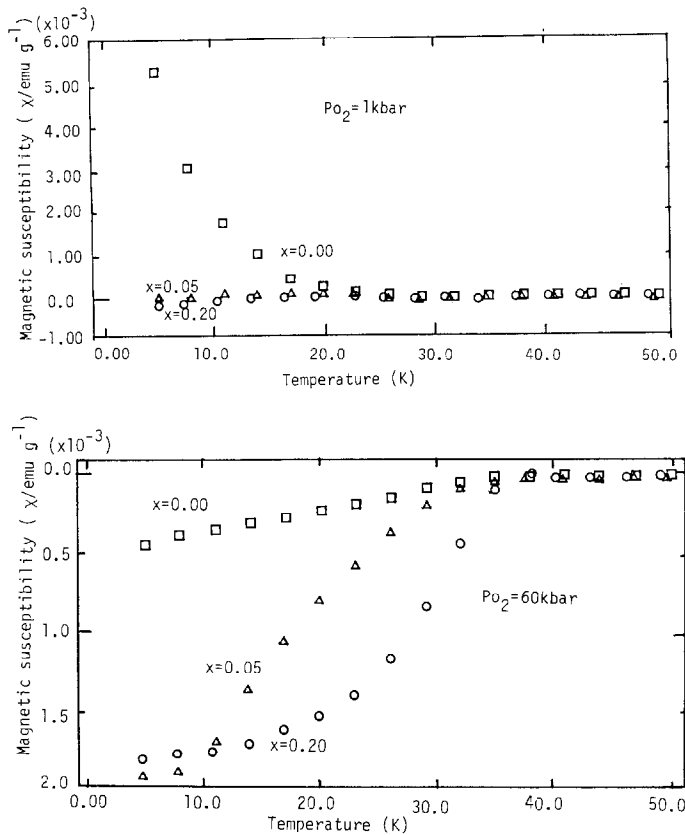 (x10⁻³)
Magnetic susceptibility ( χ/emu g⁻¹)
6.00
5.00
4.00
3.00
2.00
1.00
0.0
-1.00
Po₂=1kbar
x=0.00
x=0.05
x=0.20
0.00 10.0 20.0 30.0 40.0 50.0
Temperature (K)
(x10⁻³)
Magnetic susceptibility ( χ/emu g⁻¹)
0.0
0.5
1.0
1.5
2.0
x=0.00
Po₂=60kbar
x=0.05
x=0.20
0.00 10.0 20.0 30.0 40.0 50.0
Temperature (K)